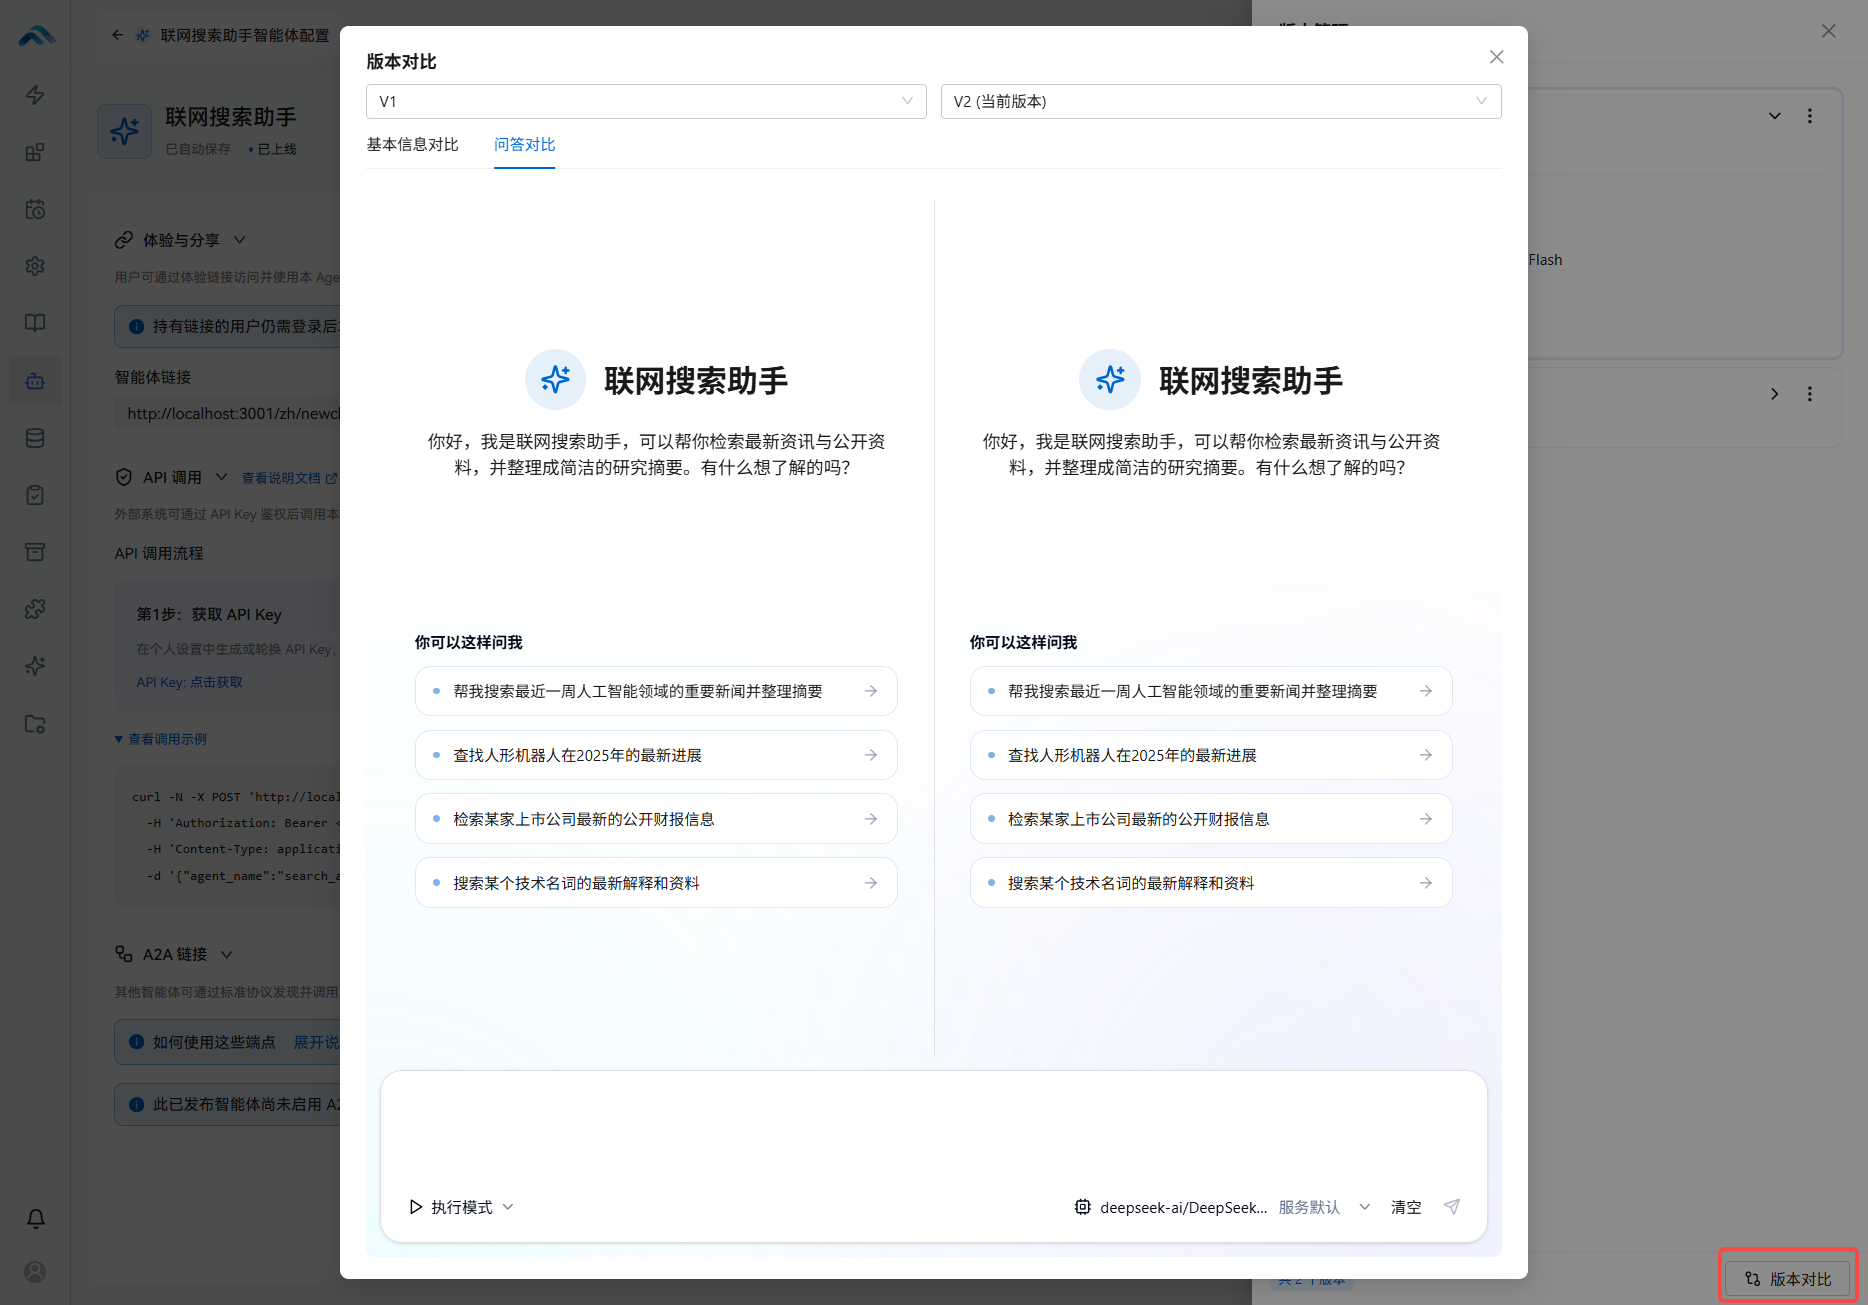 联网搜索助手智能体配置
联网搜索助手
已自动保存
已上线
体验与分享
用户可通过体验链接访问并使用本 Age
持有链接的用户仍需登录后
智能体链接
http://localhost:3001/zh/newc
API 调用
查看说明文档
外部系统可通过 API Key 鉴权后调用本
API 调用流程
第1步：获取 API Key
在个人设置中生成或轮换 API Key，
API Key: 点击获取
查看调用示例
curl -N -X POST 'http://local
-H 'Authorization: Bearer <
-H 'Content-Type: applicati
-d '{"agent_name":"search_a
A2A 链接
其他智能体可通过标准协议发现并调用
如何使用这些端点
展开说
此已发布智能体尚未启用 A2
版本对比
V1
V2 (当前版本)
基本信息对比
问答对比
联网搜索助手
你好，我是联网搜索助手，可以帮你检索最新资讯与公开资
料，并整理成简洁的研究摘要。有什么想了解的吗？
你可以这样问我
帮我搜索最近一周人工智能领域的重要新闻并整理摘要
查找人形机器人在2025年的最新进展
检索某家上市公司最新的公开财报信息
搜索某个技术名词的最新解释和资料
联网搜索助手
你好，我是联网搜索助手，可以帮你检索最新资讯与公开资
料，并整理成简洁的研究摘要。有什么想了解的吗？
你可以这样问我
帮我搜索最近一周人工智能领域的重要新闻并整理摘要
查找人形机器人在2025年的最新进展
检索某家上市公司最新的公开财报信息
搜索某个技术名词的最新解释和资料
执行模式
deepseek-ai/DeepSeek...
服务默认
清空
版本管理
Flash
共 2 个版本
版本对比